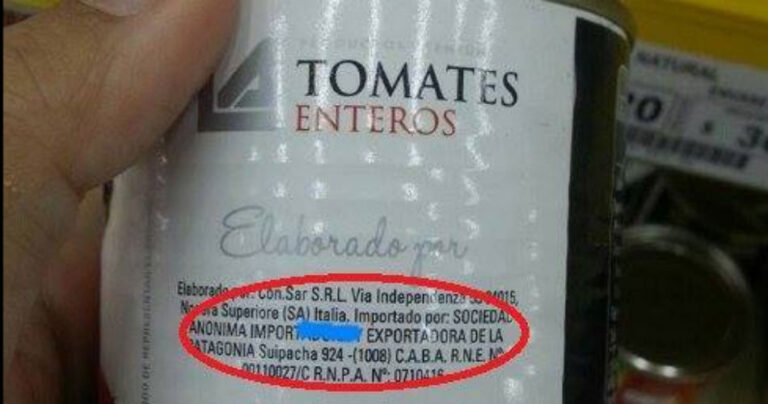 TOMATES
ENTEROS
Elaborado por
Elaborado por: Con.Sar S.R.L. Via Independenza
Superiore (SA) Italia. Importado por: SOCIEDAD
ANONIMA EXPORTADORA DE LA
PATAGONIA Suipacha 924 -(1008) C.A.B.A. R.N.E. Nº
00110027/C R.N.P.A. Nº: 0710416
NATURAL